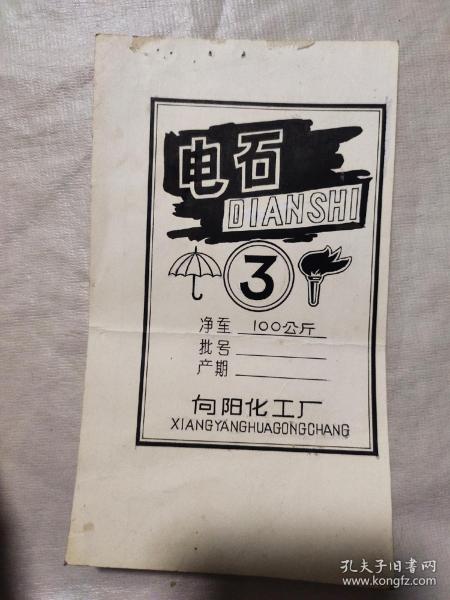 电石
DIANSHI
3
净重 100公斤
批号
产期
向阳化工厂
XIANGYANGHUAGONGCHANG
孔夫子旧书网
www.kongfz.com